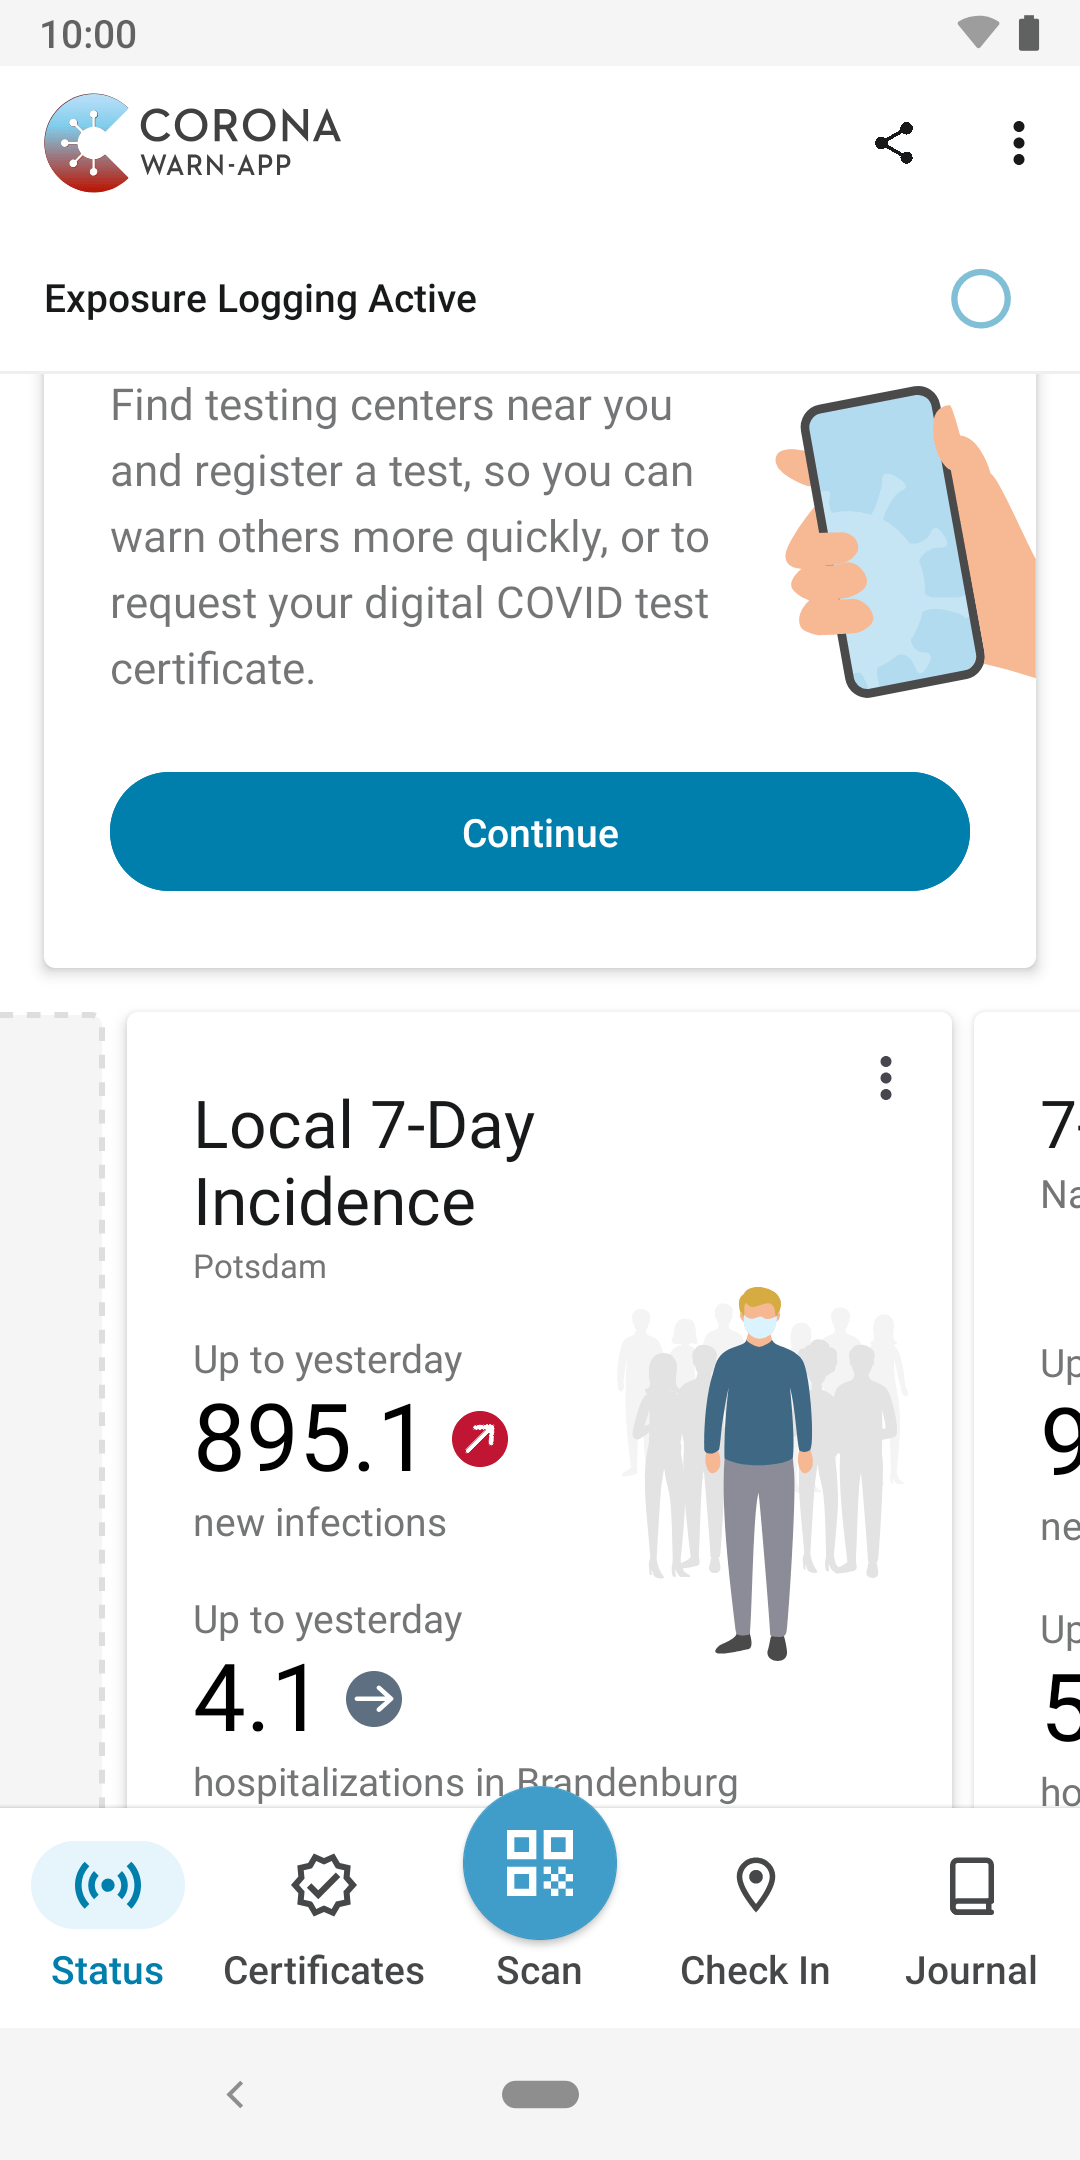 10:00
CORONA
WARN-APP
Exposure Logging Active
Find testing centers near you
and register a test, so you can
warn others more quickly, or to
request your digital COVID test
certificate.
Continue
Local 7-Day
Incidence
Potsdam
Up to yesterday
895.1
new infections
Up to yesterday
4.1
hospitalizations in Brandenburg
7-
Na
Up
9
ne
Up
5
ho
Status
Certificates
Scan
Check In
Journal